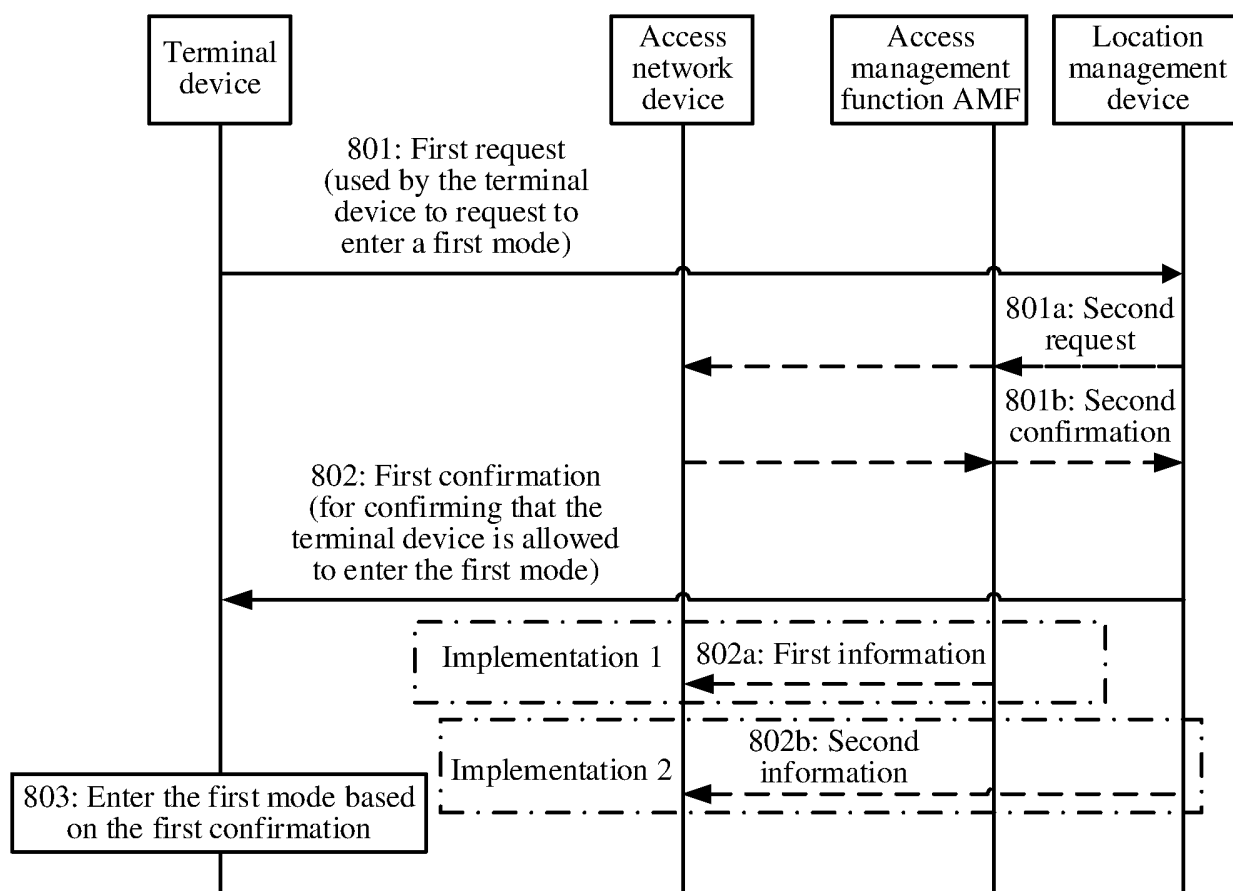 Terminal
device
Access
network
device
Access
management
function AMF
Location
management
device
801: First request
(used by the terminal
device to request to
enter a first mode)
801a: Second
request
801b: Second
confirmation
802: First confirmation
(for confirming that the
terminal device is allowed
to enter the first mode)
Implementation 1
802a: First information
802b: Second
information
Implementation 2
803: Enter the first mode based
on the first confirmation